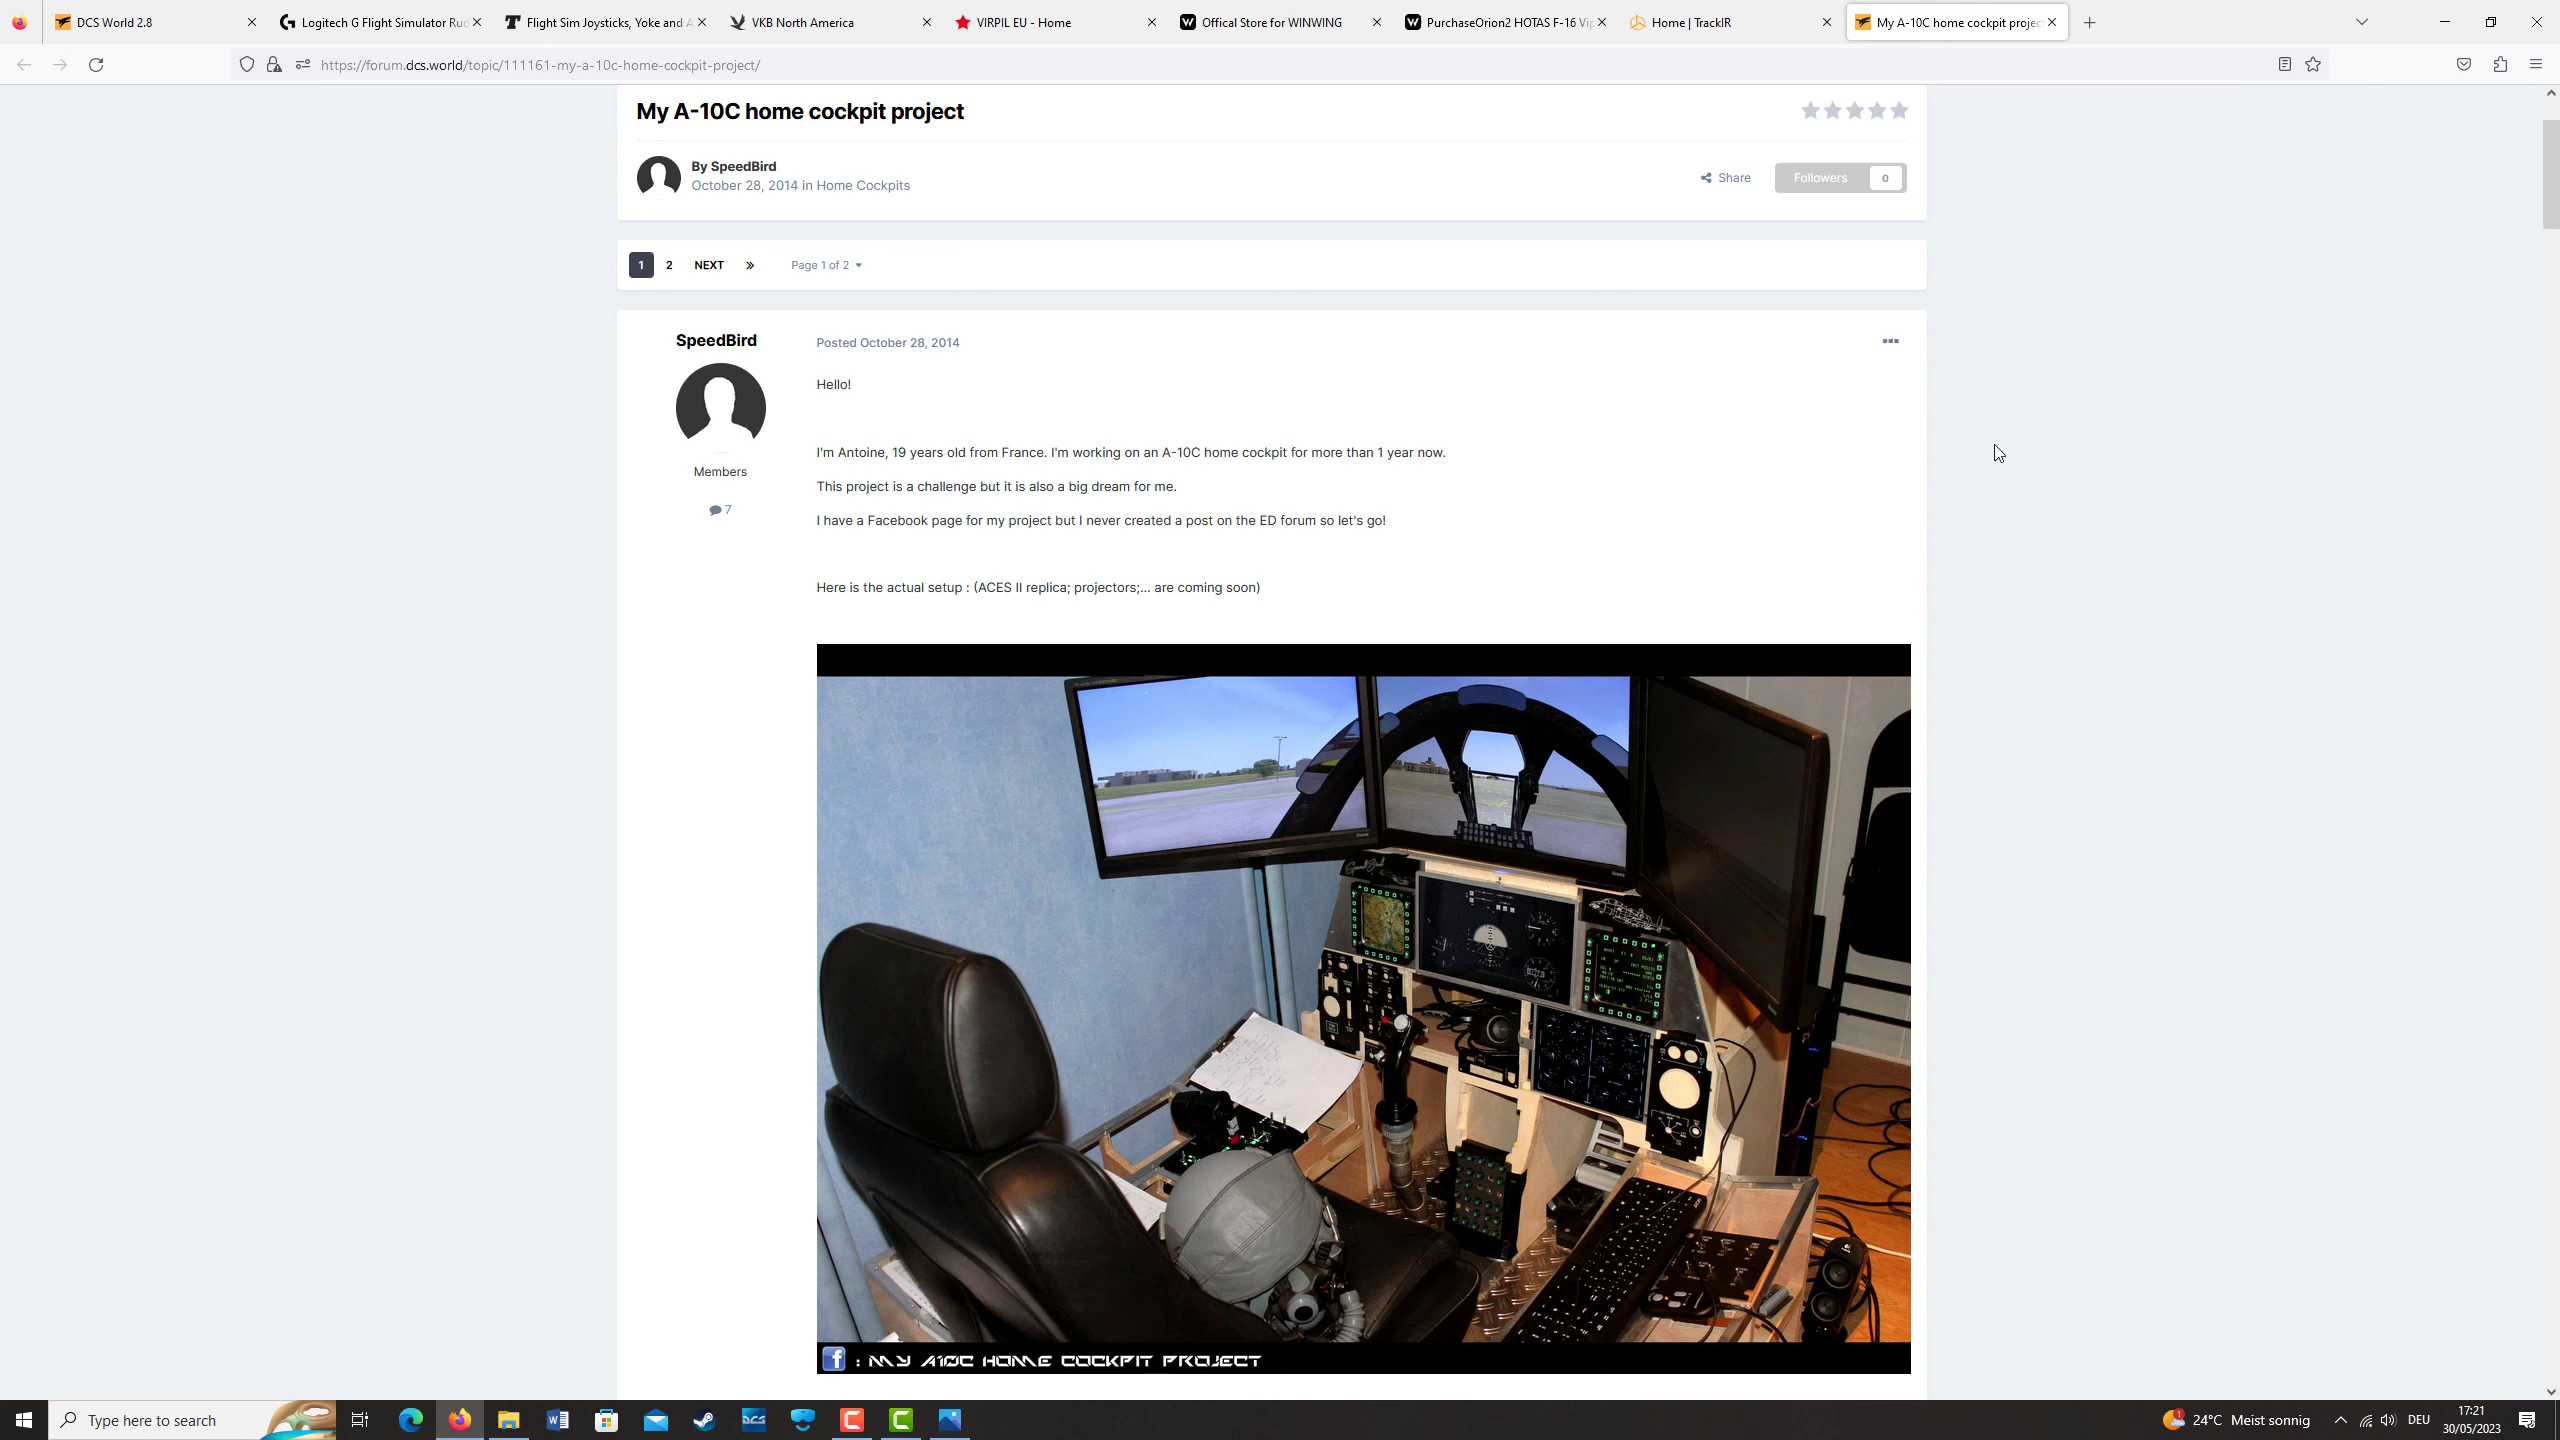 DCS World 2.8
Logitech G Flight Simulator Rud
Flight Sim Joysticks, Yoke and A
VKB North America
VIRPIL EU - Home
Offical Store for WINWING
PurchaseOrion2 HOTAS F-16 Vip
Home | TrackIR
My A-10C home cockpit projec
https://forum.dcs.world/topic/111161-my-a-10c-home-cockpit-project/
My A-10C home cockpit project
By SpeedBird
October 28, 2014 in Home Cockpits
Share
Followers 0
1 2 NEXT Page 1 of 2
SpeedBird
Members
7
Posted October 28, 2014
Hello!
I'm Antoine, 19 years old from France. I'm working on an A-10C home cockpit for more than 1 year now.
This project is a challenge but it is also a big dream for me.
I have a Facebook page for my project but I never created a post on the ED forum so let's go!
Here is the actual setup : (ACES II replica; projectors;... are coming soon)
f : MY A10C HOME COCKPIT PROJECT
Type here to search
DCS
1
24°C Meist sonnig
DEU
17:21
30/05/2023